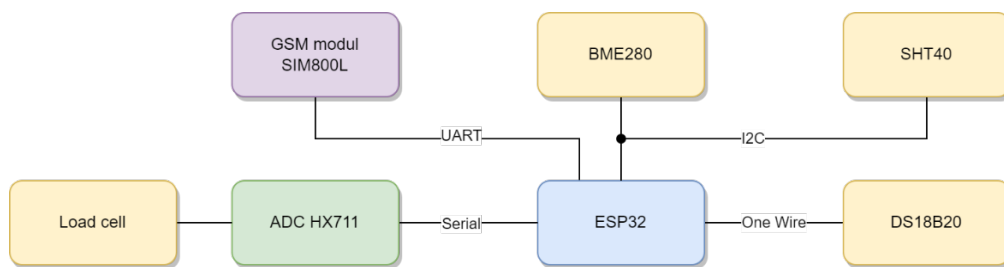 GSM modul
SIM800L
BME280
SHT40
UART
I2C
Load cell
ADC HX711
Serial
ESP32
One Wire
DS18B20